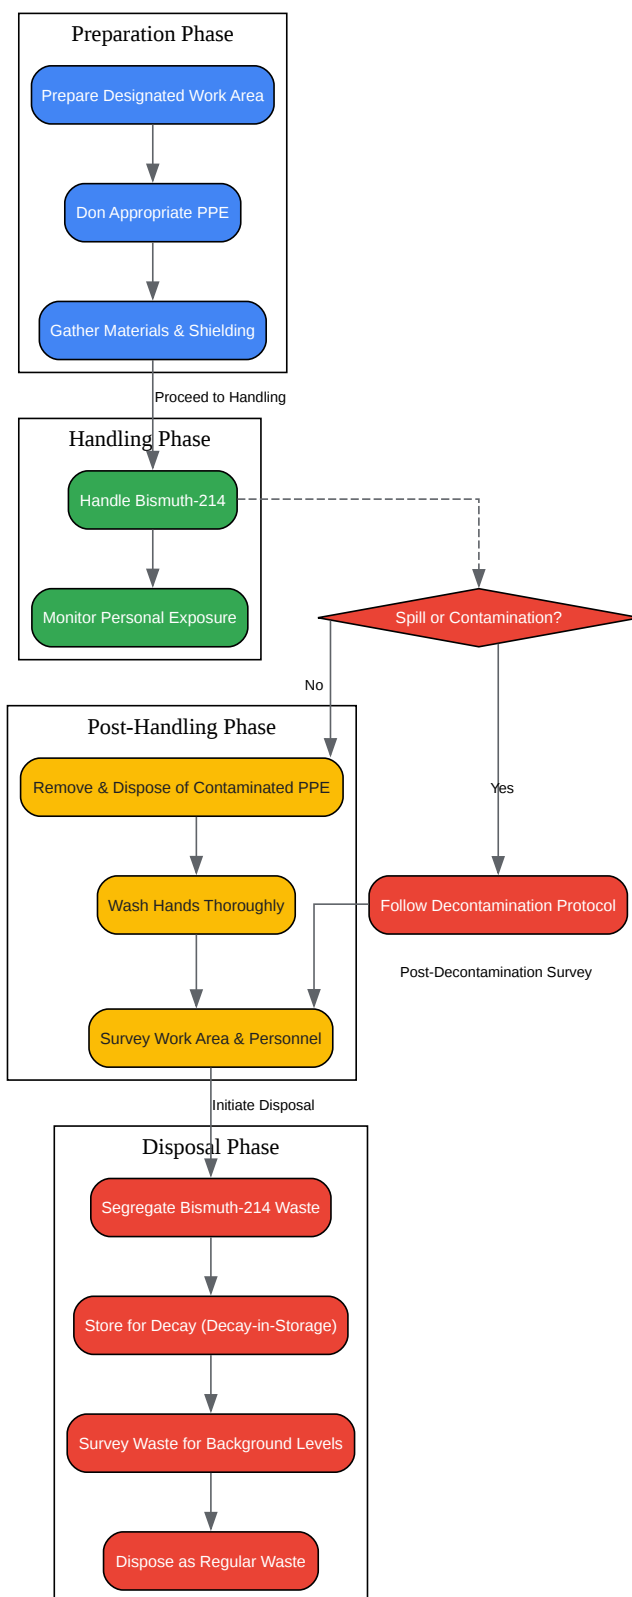 Preparation Phase
Prepare Designated Work Area
Don Appropriate PPE
Gather Materials & Shielding
Proceed to Handling
Handling Phase
Handle Bismuth-214
Monitor Personal Exposure
Spill or Contamination?
No
Post-Handling Phase
Remove & Dispose of Contaminated PPE
Yes
Wash Hands Thoroughly
Follow Decontamination Protocol
Post-Decontamination Survey
Survey Work Area & Personnel
Initiate Disposal
Disposal Phase
Segregate Bismuth-214 Waste
Store for Decay (Decay-in-Storage)
Survey Waste for Background Levels
Dispose as Regular Waste